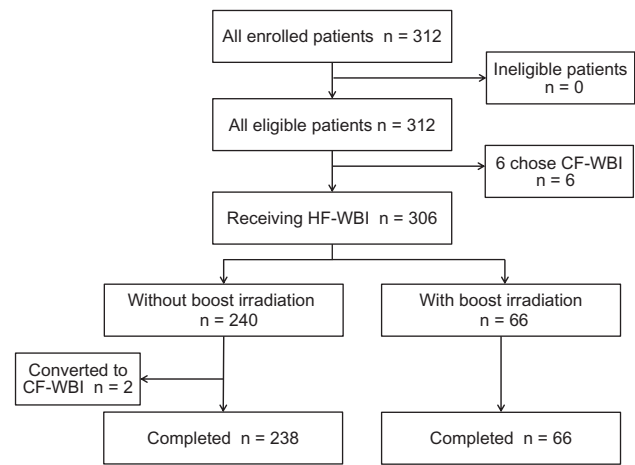 All enrolled patients n = 312
Ineligible patients
n = 0
All eligible patients n = 312
6 chose CF-WBI
n = 6
Receiving HF-WBI n = 306
Without boost irradiation
n = 240
With boost irradiation
n = 66
Converted to
CF-WBI n = 2
Completed n = 238
Completed n = 66